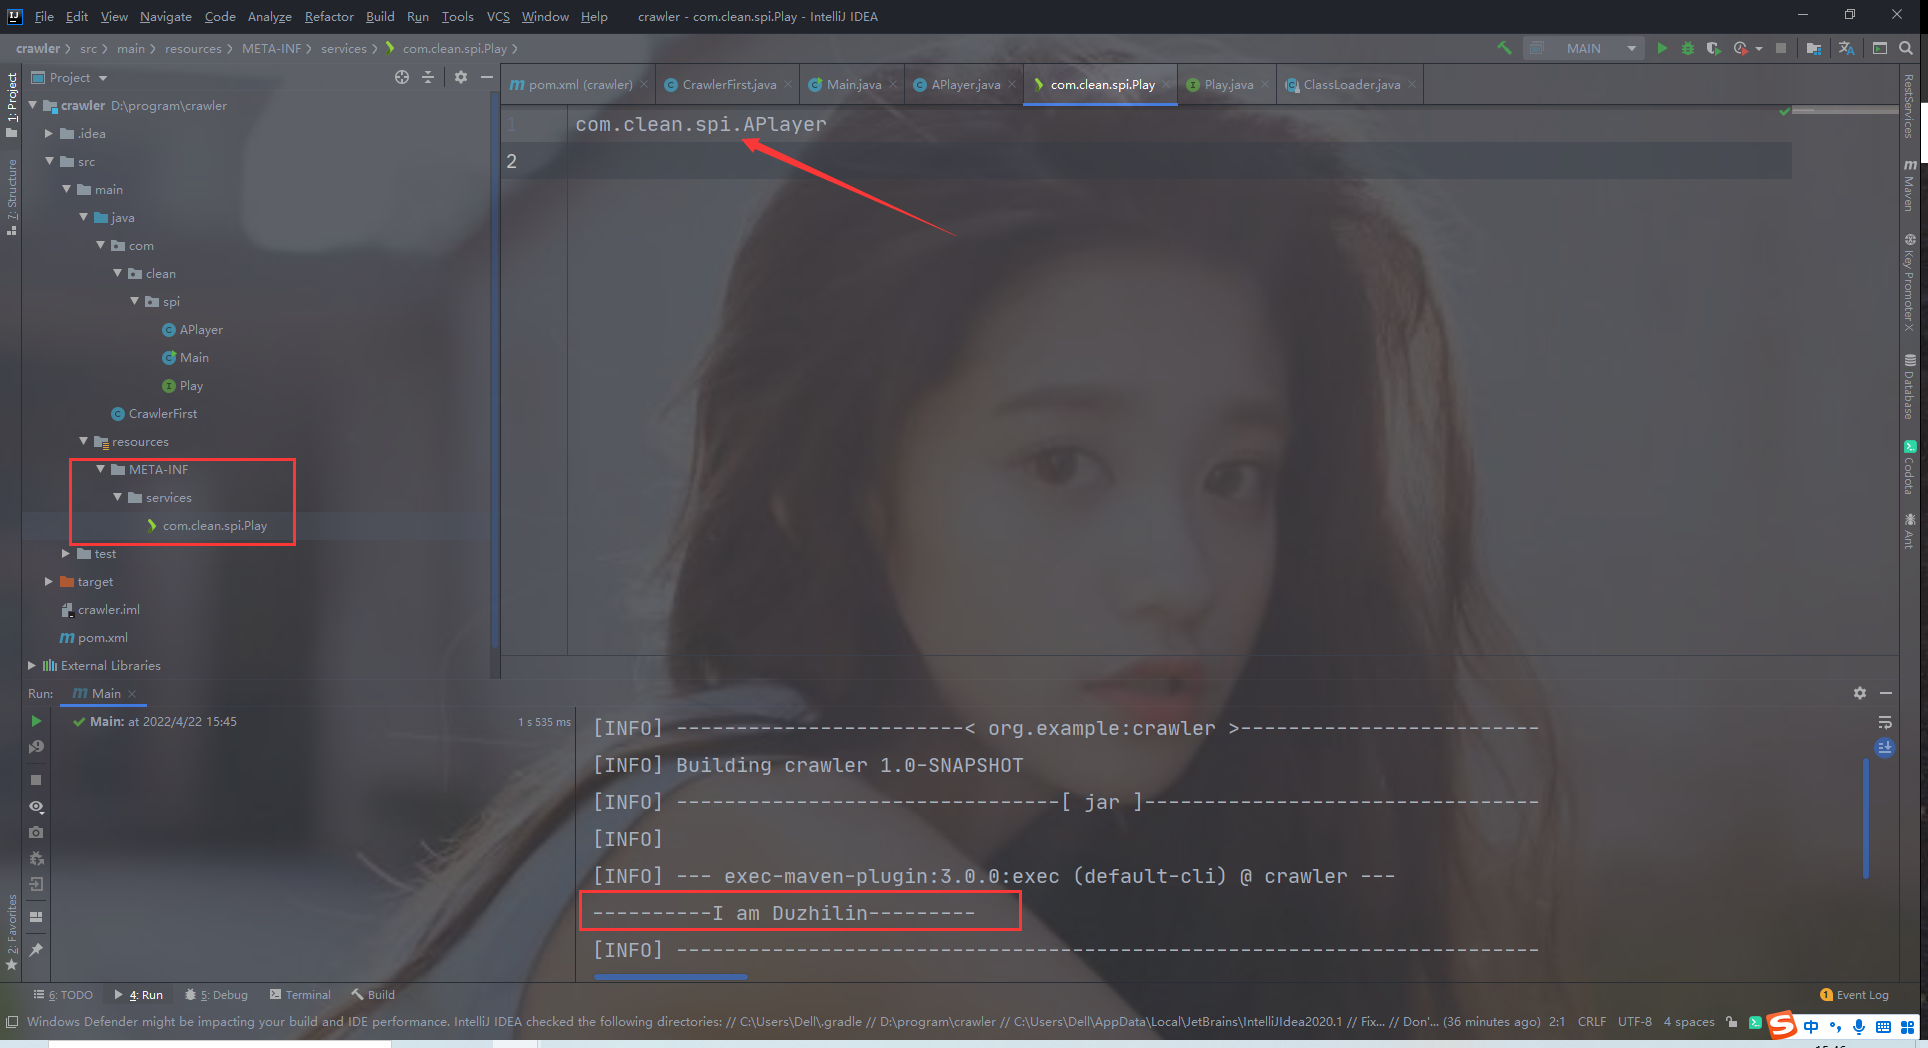 File Edit View Navigate Code Analyze Refactor Build Run Tools VCS Window Help crawler - com.clean.spi.Play - IntelliJ IDEA
crawler src main resources META-INF services com.clean.spi.Play MAIN
Project
pom.xml (crawler) CrawlerFirst.java Main.java APlayer.java com.clean.spi.Play Play.java ClassLoader.java
1: Project
7: Structure
2: Favorites
crawler D:\program\crawler
.idea
src
main
java
com
clean
spi
APlayer
Main
Play
CrawlerFirst
resources
META-INF
services
com.clean.spi.Play
test
target
crawler.iml
pom.xml
External Libraries
1 com.clean.spi.APlayer
2
RestServices
Maven
Key Promoter X
Database
Codota
Ant
Run: Main
Main: at 2022/4/22 15:45 1 s 535 ms
[INFO] ------------------------< org.example:crawler >-------------------------
[INFO] Building crawler 1.0-SNAPSHOT
[INFO] --------------------------------[ jar ]---------------------------------
[INFO]
[INFO] --- exec-maven-plugin:3.0.0:exec (default-cli) @ crawler ---
----------I am Duzhilin---------
[INFO] ------------------------------------------------------------------------
6: TODO 4: Run 5: Debug Terminal Build 1 Event Log
Windows Defender might be impacting your build and IDE performance. IntelliJ IDEA checked the following directories: // C:\Users\Dell\.gradle // D:\program\crawler // C:\Users\Dell\AppData\Local\JetBrains\IntelliJIdea2020.1 // Fix... // Don'... (36 minutes ago) 2:1 CRLF UTF-8 4 spaces 中